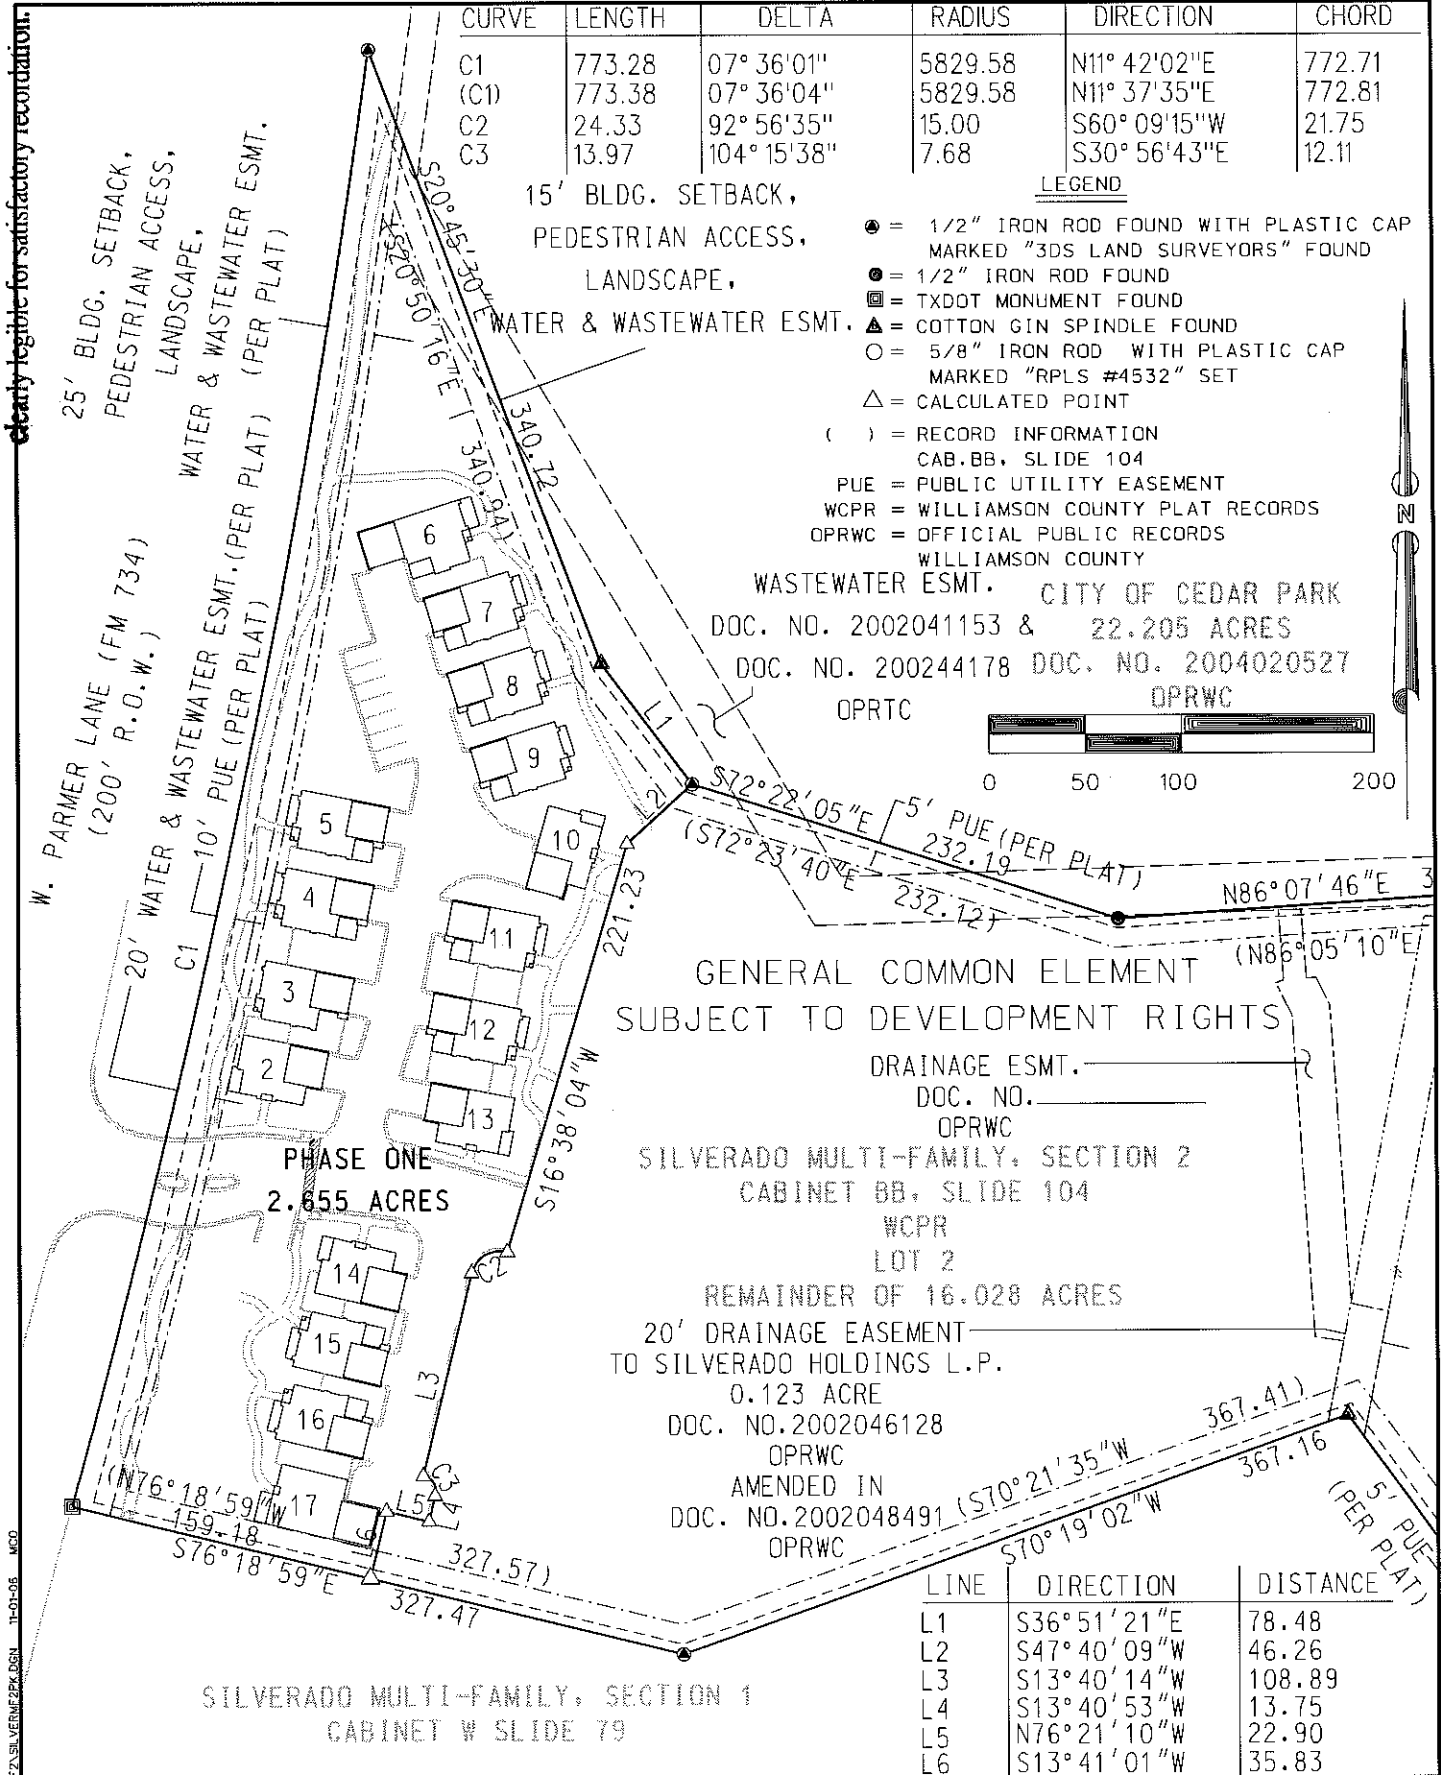 clearly legible for satisfactory recordation.
CURVE LENGTH DELTA RADIUS DIRECTION CHORD
C1 773.28 07°36'01" 5829.58 N11°42'02"E 772.71
(C1) 773.38 07°36'04" 5829.58 N11°37'35"E 772.81
C2 24.33 92°56'35" 15.00 S60°09'15"W 21.75
C3 13.97 104°15'38" 7.68 S30°56'43"E 12.11
LEGEND
= 1/2" IRON ROD FOUND WITH PLASTIC CAP
MARKED "3DS LAND SURVEYORS" FOUND
= 1/2" IRON ROD FOUND
= TXDOT MONUMENT FOUND
= COTTON GIN SPINDLE FOUND
= 5/8" IRON ROD WITH PLASTIC CAP
MARKED "RPLS #4532" SET
= CALCULATED POINT
( ) = RECORD INFORMATION
CAB.BB, SLIDE 104
PUE = PUBLIC UTILITY EASEMENT
WCPR = WILLIAMSON COUNTY PLAT RECORDS
OPRWC = OFFICIAL PUBLIC RECORDS
WILLIAMSON COUNTY
15' BLDG. SETBACK,
PEDESTRIAN ACCESS,
LANDSCAPE,
WATER & WASTEWATER ESMT.
25' BLDG. SETBACK,
PEDESTRIAN ACCESS,
LANDSCAPE,
WATER & WASTEWATER ESMT.
(PER PLAT)
S20°45'30"E 340.72
(S20°50'16"E 340.94)
W. PARMER LANE (FM 734)
(200' R.O.W.)
20' WATER & WASTEWATER ESMT.(PER PLAT)
10' PUE (PER PLAT)
C1
WASTEWATER ESMT.
DOC. NO. 2002041153 &
DOC. NO. 200244178
OPRTC
CITY OF CEDAR PARK
22.205 ACRES
DOC. NO. 2004020527
OPRWC
N
0 50 100 200
6
7
8
9
10
5
4
3
2
11
12
13
14
15
16
17
L1
L2
S72°22'05"E 232.19
(S72°23'40"E 232.12)
5' PUE (PER PLAT)
N86°07'46"E 3
(N86°05'10"E
221.23
S16°38'04"W
GENERAL COMMON ELEMENT
SUBJECT TO DEVELOPMENT RIGHTS
DRAINAGE ESMT.
DOC. NO.
OPRWC
SILVERADO MULTI-FAMILY, SECTION 2
CABINET BB, SLIDE 104
WCPR
LOT 2
REMAINDER OF 16.028 ACRES
PHASE ONE
2.655 ACRES
C2
L3
C3
L4
L5
L6
20' DRAINAGE EASEMENT
TO SILVERADO HOLDINGS L.P.
0.123 ACRE
DOC. NO.2002046128
OPRWC
AMENDED IN
DOC. NO.2002048491
OPRWC
(S70°21'35"W 367.41)
S70°19'02"W 367.16
5' PUE
(PER PLAT)
(N76°18'59"W 327.57)
159.18
S76°18'59"E 327.47
SILVERADO MULTI-FAMILY, SECTION 1
CABINET W SLIDE 79
LINE DIRECTION DISTANCE
L1 S36°51'21"E 78.48
L2 S47°40'09"W 46.26
L3 S13°40'14"W 108.89
L4 S13°40'53"W 13.75
L5 N76°21'10"W 22.90
L6 S13°41'01"W 35.83
F2\SILVERMF2PK.DGN 11-01-05 MCO